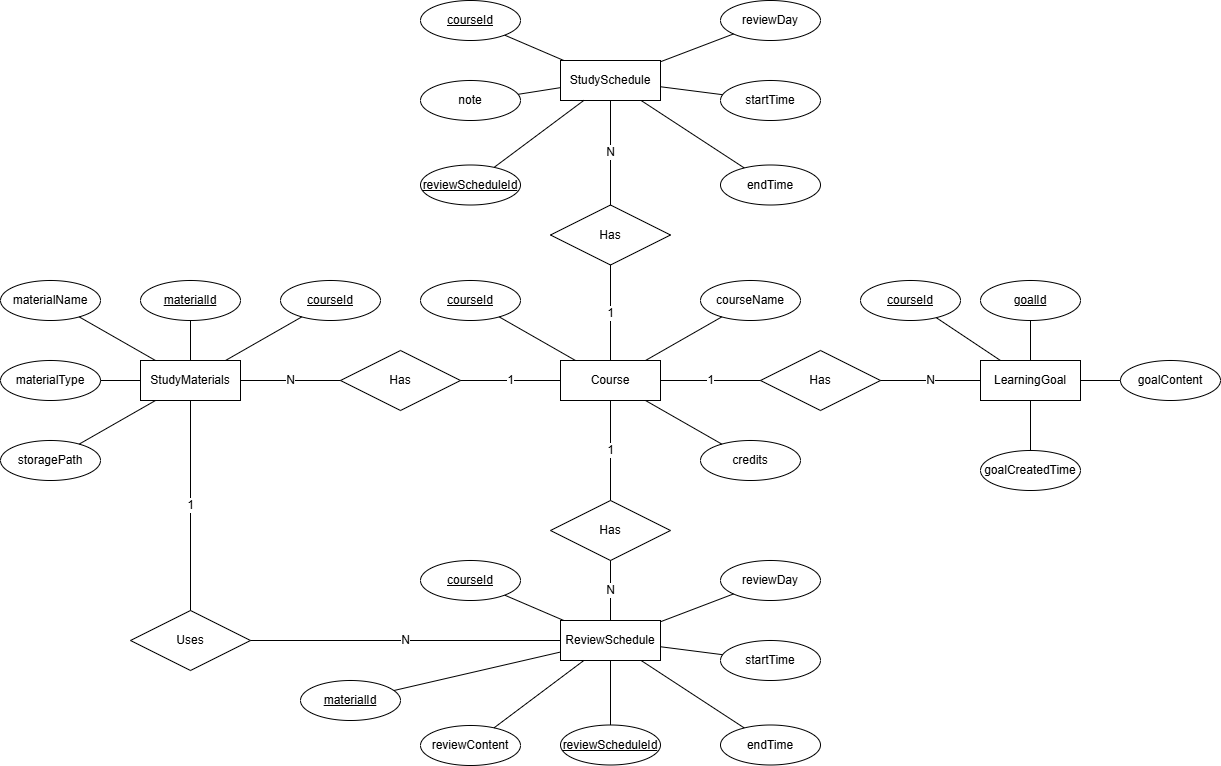 courseId
reviewDay
StudySchedule
note
startTime
reviewScheduleId
endTime
N
Has
1
materialName
materialId
courseId
courseId
courseName
courseId
goalId
materialType
StudyMaterials
N
Has
1
Course
1
Has
N
LearningGoal
goalContent
storagePath
1
credits
goalCreatedTime
1
Has
courseId
N
reviewDay
Uses
N
ReviewSchedule
startTime
materialId
reviewContent
reviewScheduleId
endTime